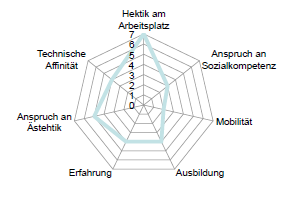 Hektik am
Arbeitsplatz
7
6
5
4
3
2
1
0
Technische
Affinität
Anspruch an
Sozialkompetenz
Anspruch an
Ästehtik
Mobilität
Erfahrung
Ausbildung